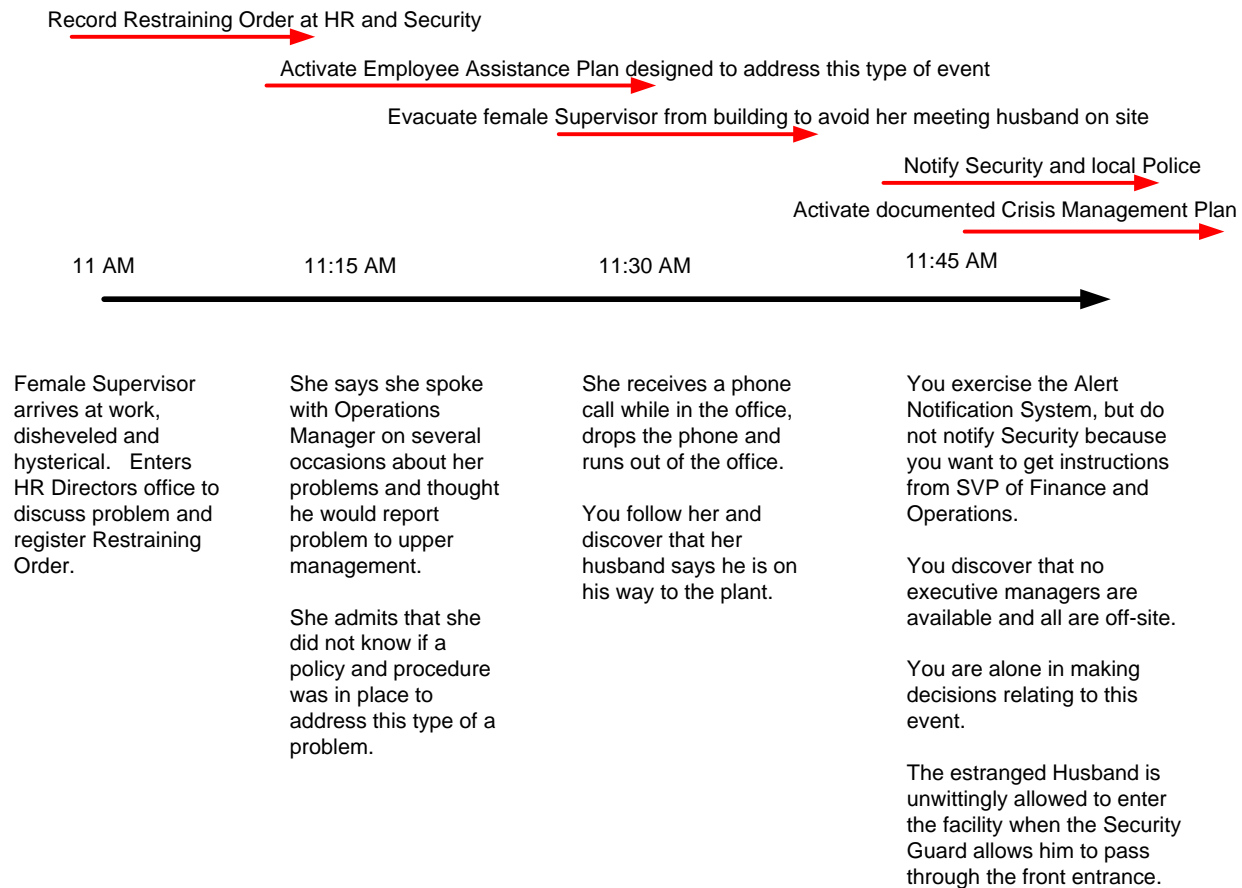 Record Restraining Order at HR and Security
Activate Employee Assistance Plan designed to address this type of event
Evacuate female Supervisor from building to avoid her meeting husband on site
Notify Security and local Police
Activate documented Crisis Management Plan
11 AM
11:15 AM
11:30 AM
11:45 AM
Female Supervisor
arrives at work,
disheveled and
hysterical. Enters
HR Directors office to
discuss problem and
register Restraining
Order.
She says she spoke
with Operations
Manager on several
occasions about her
problems and thought
he would report
problem to upper
management.
She admits that she
did not know if a
policy and procedure
was in place to
address this type of a
problem.
She receives a phone
call while in the office,
drops the phone and
runs out of the office.
You follow her and
discover that her
husband says he is on
his way to the plant.
You exercise the Alert
Notification System, but do
not notify Security because
you want to get instructions
from SVP of Finance and
Operations.
You discover that no
executive managers are
available and all are off-site.
You are alone in making
decisions relating to this
event.
The estranged Husband is
unwittingly allowed to enter
the facility when the Security
Guard allows him to pass
through the front entrance.